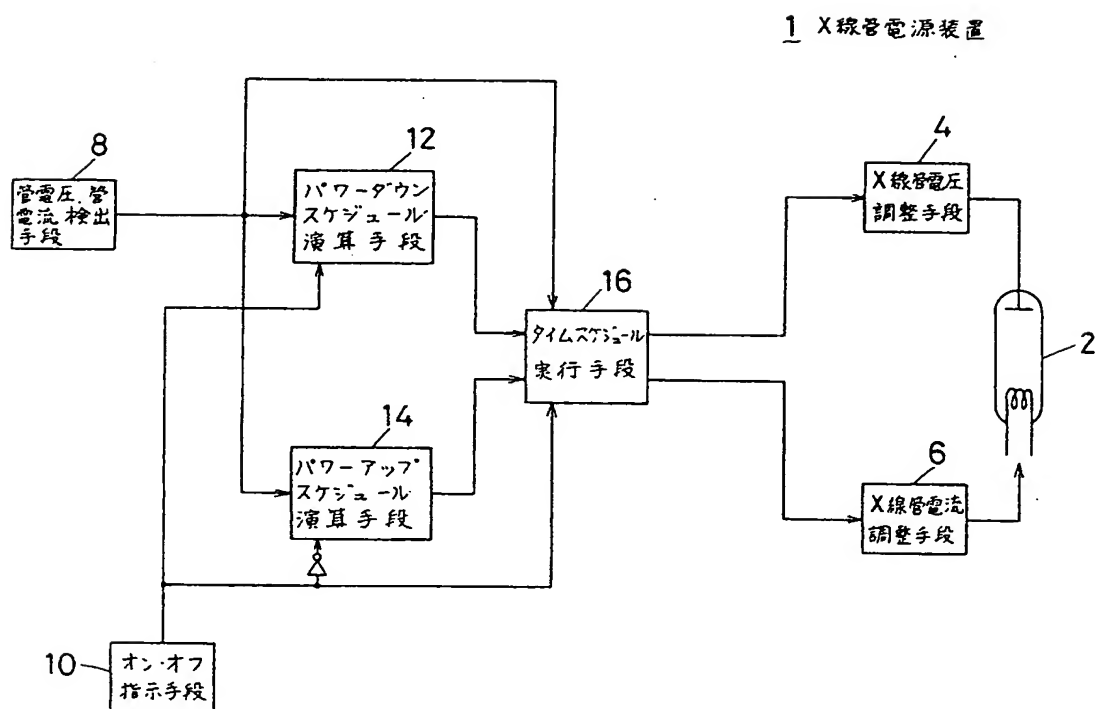 1 X線管電源装置
8
管電圧、管
電流検出
手段
12
パワーダウン
スケジュール
演算手段
4
X線管電圧
調整手段
16
タイムスケジュール
実行手段
2
14
パワーアップ
スケジュール
演算手段
6
X線管電流
調整手段
10
オン・オフ
指示手段